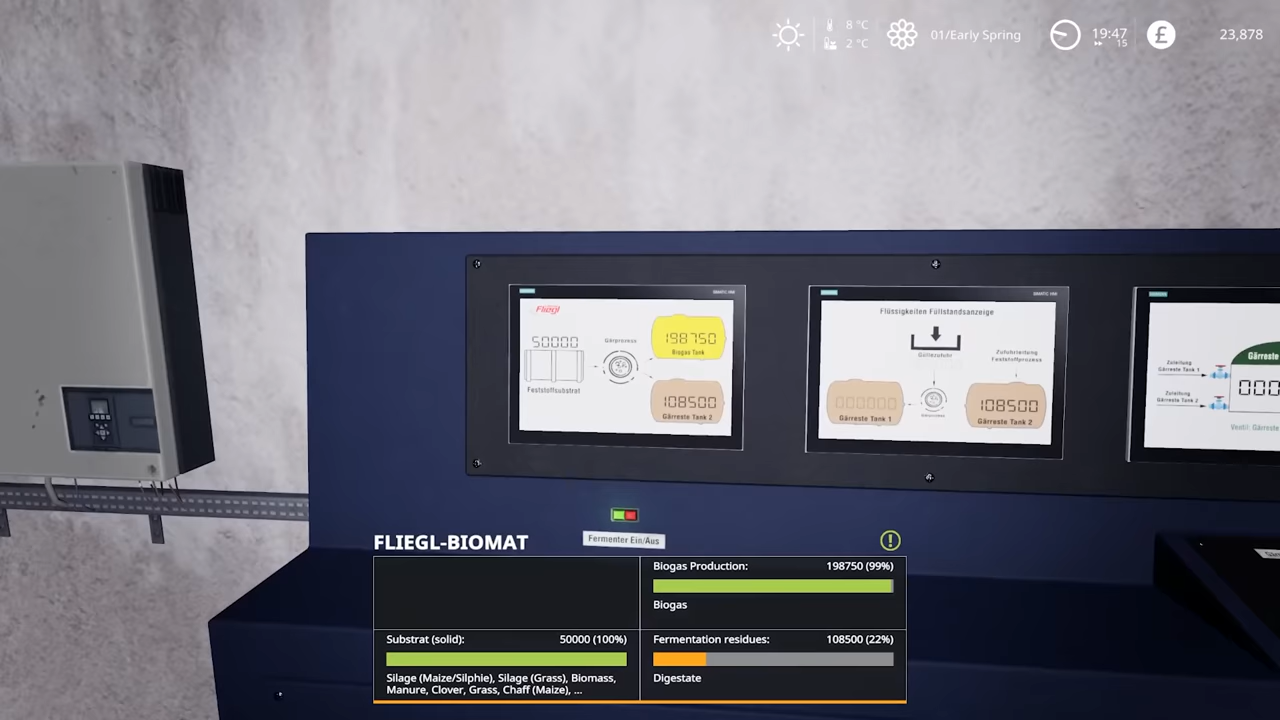 8 °C
2 °C
01/Early Spring
19:47
15
£
23,878
Fliegl
50000
Feststoffsubstrat
Gärprozess
198750
Biogas Tank
108500
Gärreste Tank 2
Flüssigkeiten Füllstandsanzeige
Güllezufuhr
Zufuhrleitung
Feststoffprozess
000000
Gärreste Tank 1
108500
Gärreste Tank 2
Zuleitung
Gärreste Tank 1
Zuleitung
Gärreste Tank 2
Gärreste
000
Ventil: Gärreste
Fermenter Ein/Aus
FLIEGL-BIOMAT
Biogas Production: 198750 (99%)
Biogas
Substrat (solid): 50000 (100%)
Silage (Maize/Silphie), Silage (Grass), Biomass,
Manure, Clover, Grass, Chaff (Maize), ...
Fermentation residues: 108500 (22%)
Digestate